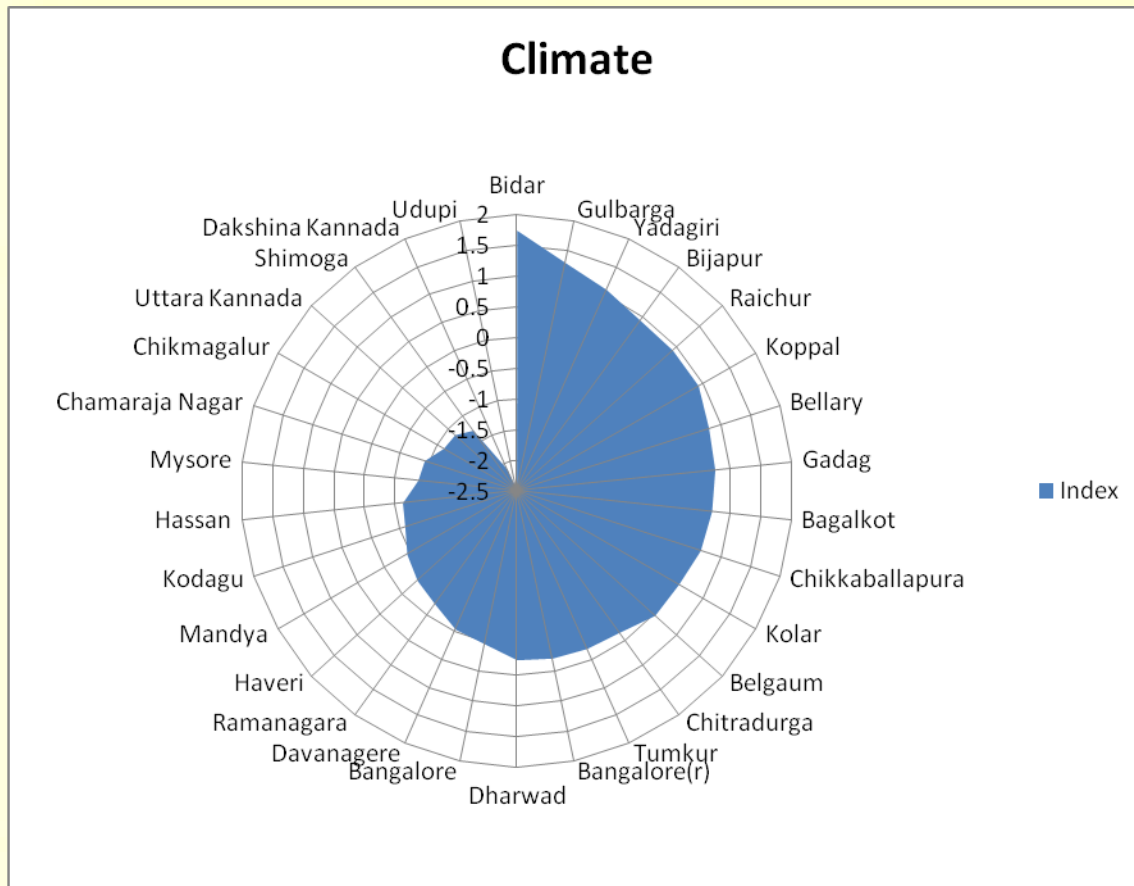 Climate
Bidar
Gulbarga
Yadagiri
Bijapur
Raichur
Koppal
Bellary
Gadag
Bagalkot
Chikkaballapura
Kolar
Belgaum
Chitradurga
Tumkur
Bangalore(r)
Dharwad
Bangalore
Davanagere
Ramanagara
Haveri
Mandya
Kodagu
Hassan
Mysore
Chamaraja Nagar
Chikmagalur
Uttara Kannada
Shimoga
Dakshina Kannada
Udupi
2
1.5
1
0.5
0
-0.5
-1
-1.5
-2
-2.5
Index